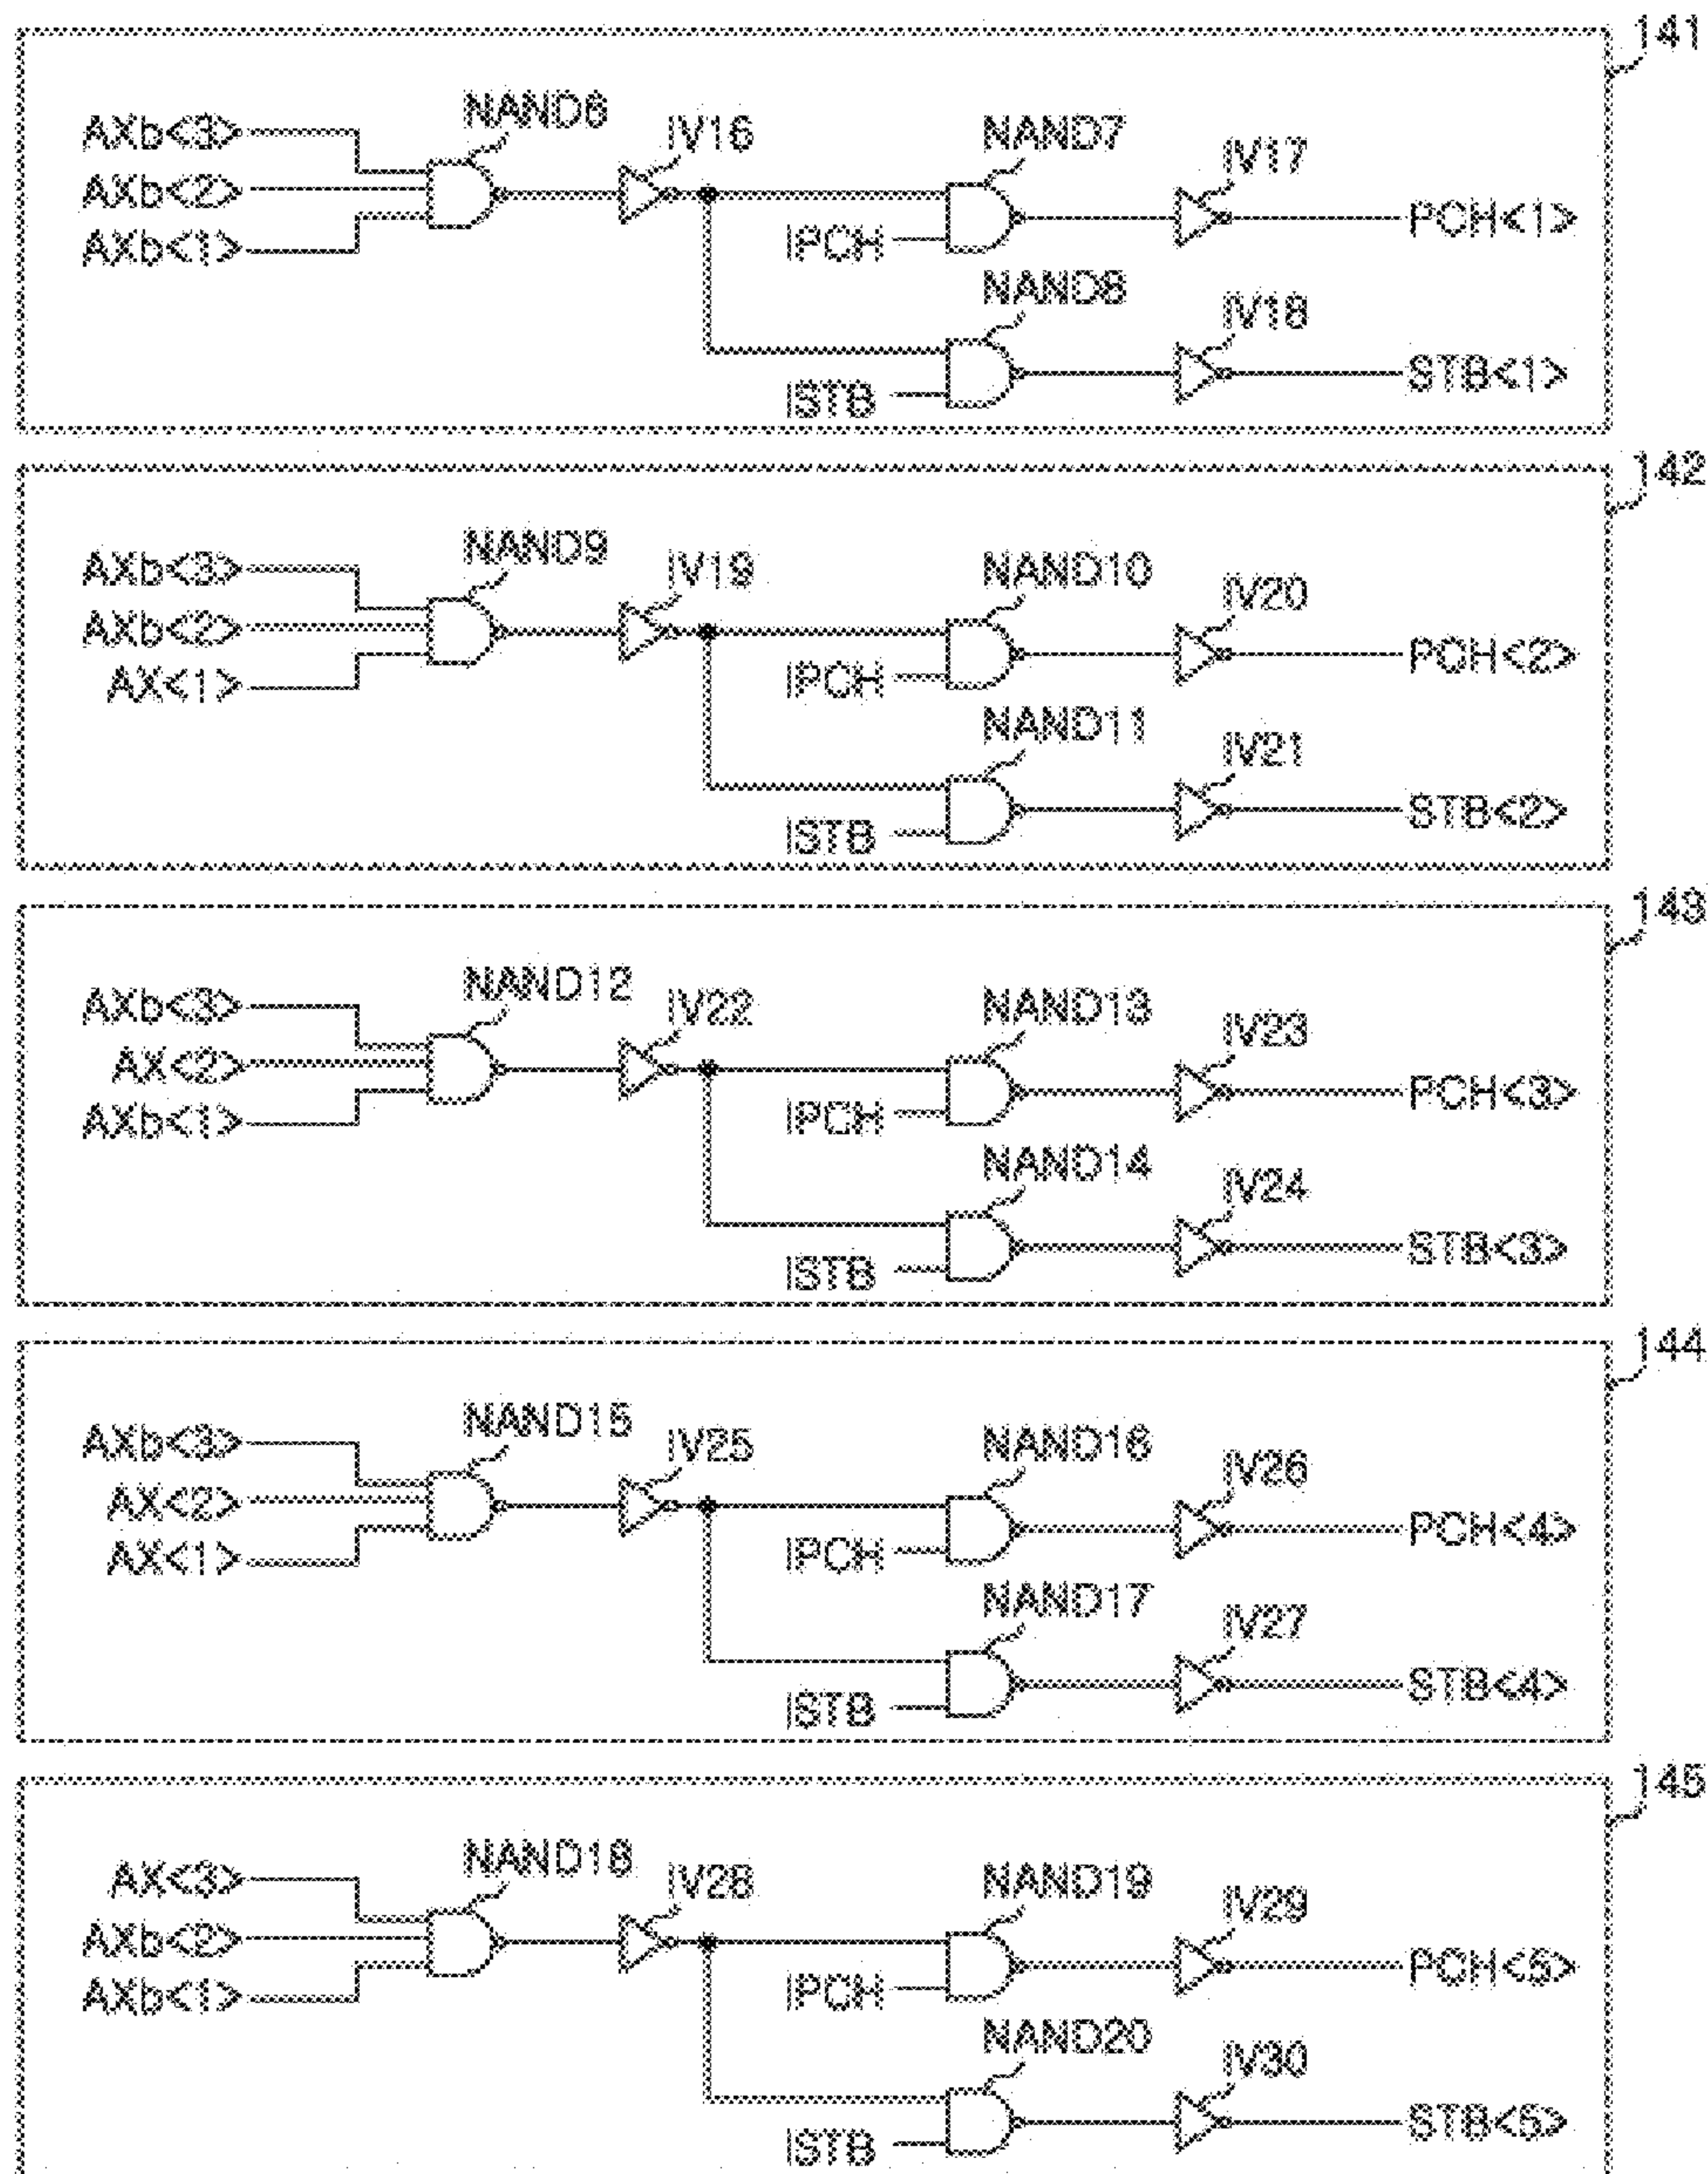 141
NAND6
IV16
NAND7
IV17
AXb<3>
AXb<2>
AXb<1>
IPCH
PCH<1>
NAND8
IV18
ISTB
STB<1>
142
NAND9
IV19
NAND10
IV20
AXb<3>
AXb<2>
AX<1>
IPCH
PCH<2>
NAND11
IV21
ISTB
STB<2>
143
NAND12
IV22
NAND13
IV23
AXb<3>
AX<2>
AXb<1>
IPCH
PCH<3>
NAND14
IV24
ISTB
STB<3>
144
NAND15
IV25
NAND16
IV26
AXb<3>
AX<2>
AX<1>
IPCH
PCH<4>
NAND17
IV27
ISTB
STB<4>
145
NAND18
IV28
NAND19
IV29
AX<3>
AXb<2>
AXb<1>
IPCH
PCH<5>
NAND20
IV30
ISTB
STB<5>